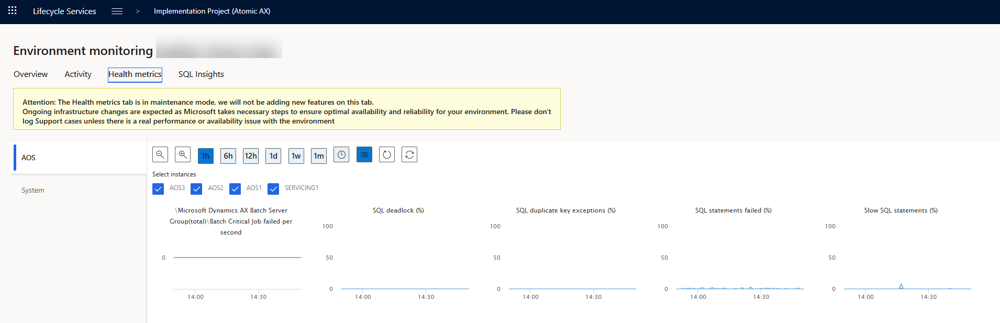 Lifecycle Services > Implementation Project (Atomic AX)
Environment monitoring
Overview Activity Health metrics SQL Insights
Attention: The Health metrics tab is in maintenance mode, we will not be adding new features on this tab.
Ongoing infrastructure changes are expected as Microsoft takes necessary steps to ensure optimal availability and reliability for your environment. Please don't
log Support cases unless there is a real performance or availability issue with the environment
AOS
System
1h 6h 12h 1d 1w 1m
Select instances
AOS3 AOS2 AOS1 SERVICING1
\Microsoft Dynamics AX Batch Server
Group(total)\Batch Critical Job failed per
second
0
14:00 14:30
SQL deadlock (%)
100
50
0
14:00 14:30
SQL duplicate key exceptions (%)
100
50
0
14:00 14:30
SQL statements failed (%)
100
50
0
14:00 14:30
Slow SQL statements (%)
100
50
0
14:00 14:30